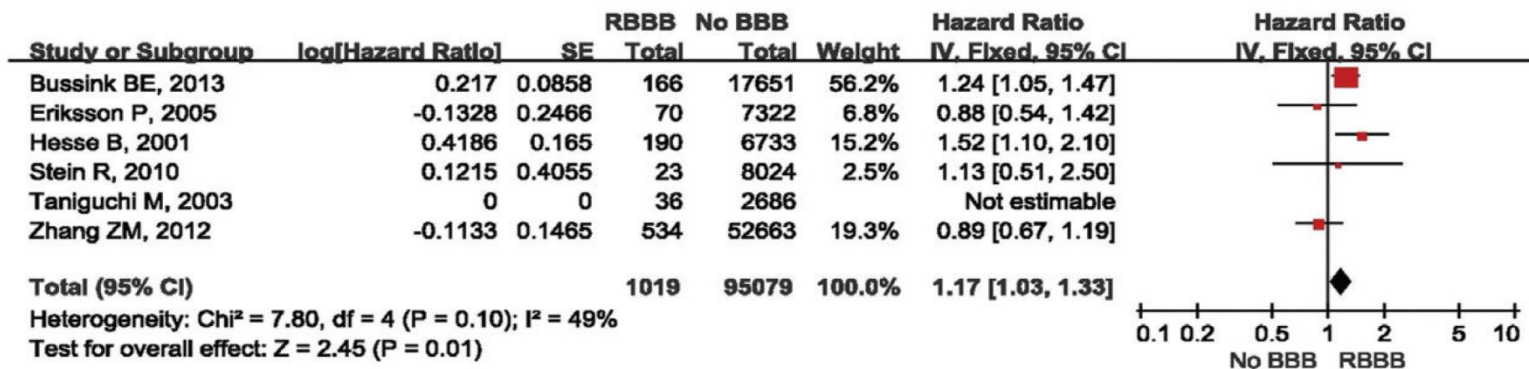 RBBB No BBB Hazard Ratio Hazard Ratio
Study or Subgroup log[Hazard Ratio] SE Total Total Weight IV, Fixed, 95% CI IV, Fixed, 95% CI
Bussink BE, 2013 0.217 0.0858 166 17651 56.2% 1.24 [1.05, 1.47]
Eriksson P, 2005 -0.1328 0.2466 70 7322 6.8% 0.88 [0.54, 1.42]
Hesse B, 2001 0.4186 0.165 190 6733 15.2% 1.52 [1.10, 2.10]
Stein R, 2010 0.1215 0.4055 23 8024 2.5% 1.13 [0.51, 2.50]
Taniguchi M, 2003 0 0 36 2686 Not estimable
Zhang ZM, 2012 -0.1133 0.1465 534 52663 19.3% 0.89 [0.67, 1.19]
Total (95% CI) 1019 95079 100.0% 1.17 [1.03, 1.33]
Heterogeneity: Chi² = 7.80, df = 4 (P = 0.10); I² = 49%
Test for overall effect: Z = 2.45 (P = 0.01)
0.1 0.2 0.5 1 2 5 10
No BBB RBBB